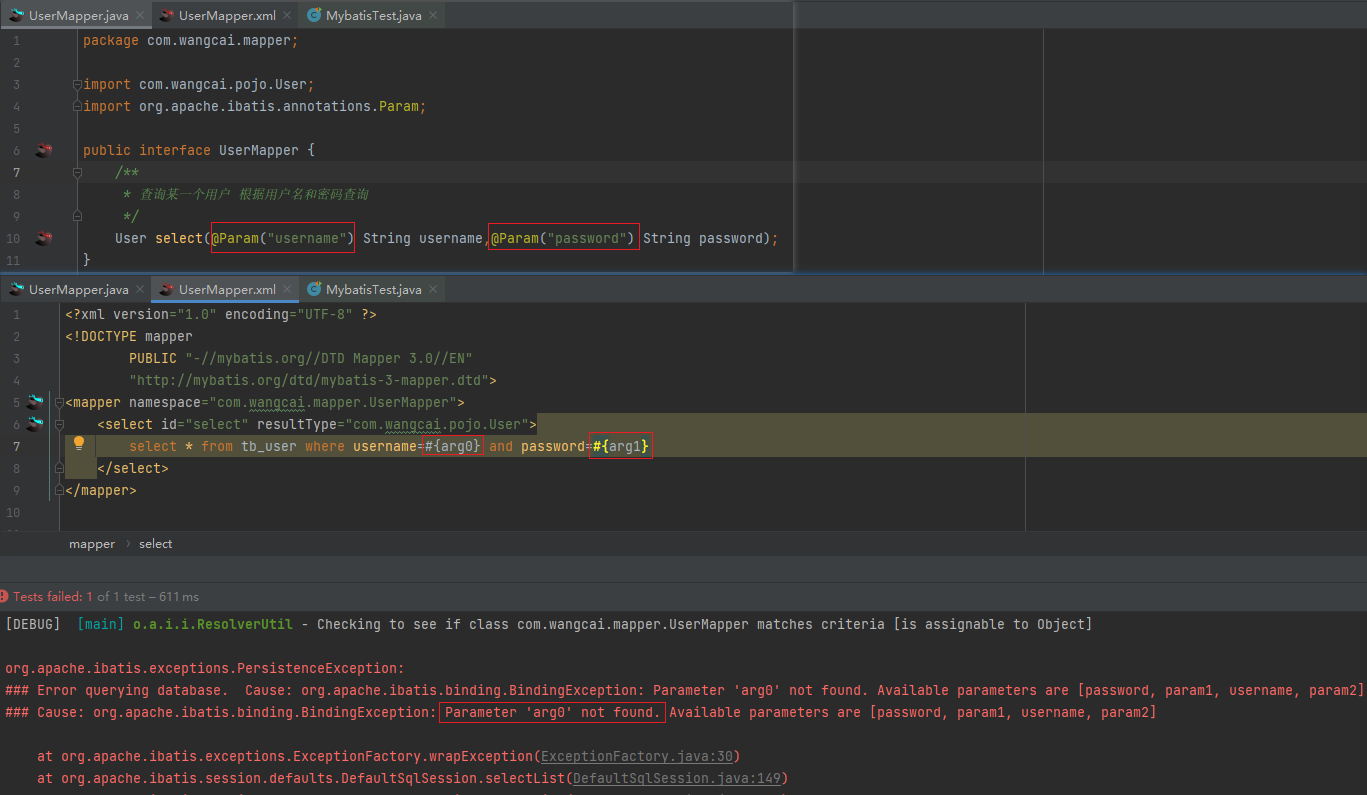 UserMapper.java × UserMapper.xml × MybatisTest.java ×
1 package com.wangcai.mapper;
2
3 import com.wangcai.pojo.User;
4 import org.apache.ibatis.annotations.Param;
5
6 public interface UserMapper {
7 /**
8 * 查询某一个用户 根据用户名和密码查询
9 */
10 User select(@Param("username") String username,@Param("password") String password);
11 }
UserMapper.java × UserMapper.xml × MybatisTest.java ×
1 <?xml version="1.0" encoding="UTF-8" ?>
2 <!DOCTYPE mapper
3 PUBLIC "-//mybatis.org//DTD Mapper 3.0//EN"
4 "http://mybatis.org/dtd/mybatis-3-mapper.dtd">
5 <mapper namespace="com.wangcai.mapper.UserMapper">
6 <select id="select" resultType="com.wangcai.pojo.User">
7 select * from tb_user where username=#{arg0} and password=#{arg1}
8 </select>
9 </mapper>
10
mapper › select
Tests failed: 1 of 1 test – 611 ms
[DEBUG] [main] o.a.i.i.ResolverUtil - Checking to see if class com.wangcai.mapper.UserMapper matches criteria [is assignable to Object]
org.apache.ibatis.exceptions.PersistenceException:
### Error querying database. Cause: org.apache.ibatis.binding.BindingException: Parameter 'arg0' not found. Available parameters are [password, param1, username, param2]
### Cause: org.apache.ibatis.binding.BindingException: Parameter 'arg0' not found. Available parameters are [password, param1, username, param2]
at org.apache.ibatis.exceptions.ExceptionFactory.wrapException(ExceptionFactory.java:30)
at org.apache.ibatis.session.defaults.DefaultSqlSession.selectList(DefaultSqlSession.java:149)